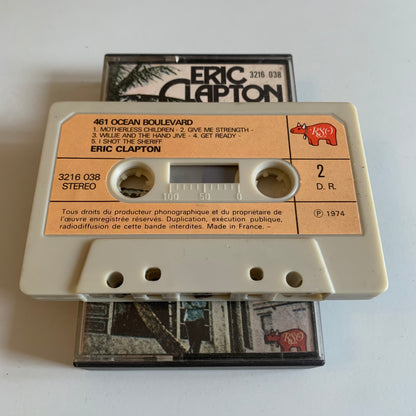 ERIC 3216 038
CLAPTON
461 OCEAN BOULEVARD
1. MOTHERLESS CHILDREN - 2. GIVE ME STRENGTH -
3. WILLIE AND THE HAND JIVE - 4. GET READY -
5. I SHOT THE SHERIFF
ERIC CLAPTON
RSO
3216 038
STEREO
100 50 0
2
D. R.
Tous droits du producteur phonographique et du propriétaire de
l'œuvre enregistrée réservés. Duplication, exécution publique,
radiodiffusion de cette bande interdites. Made in France. -
Ⓟ 1974
RSO